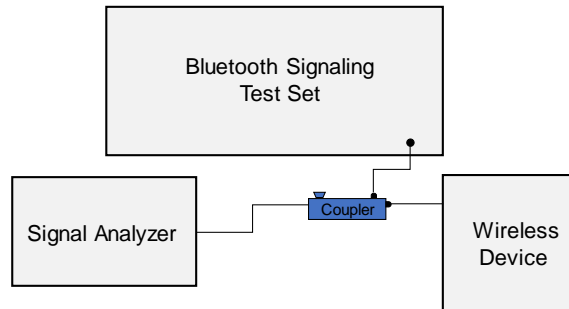 Bluetooth Signaling
Test Set
Signal Analyzer
Coupler
Wireless
Device